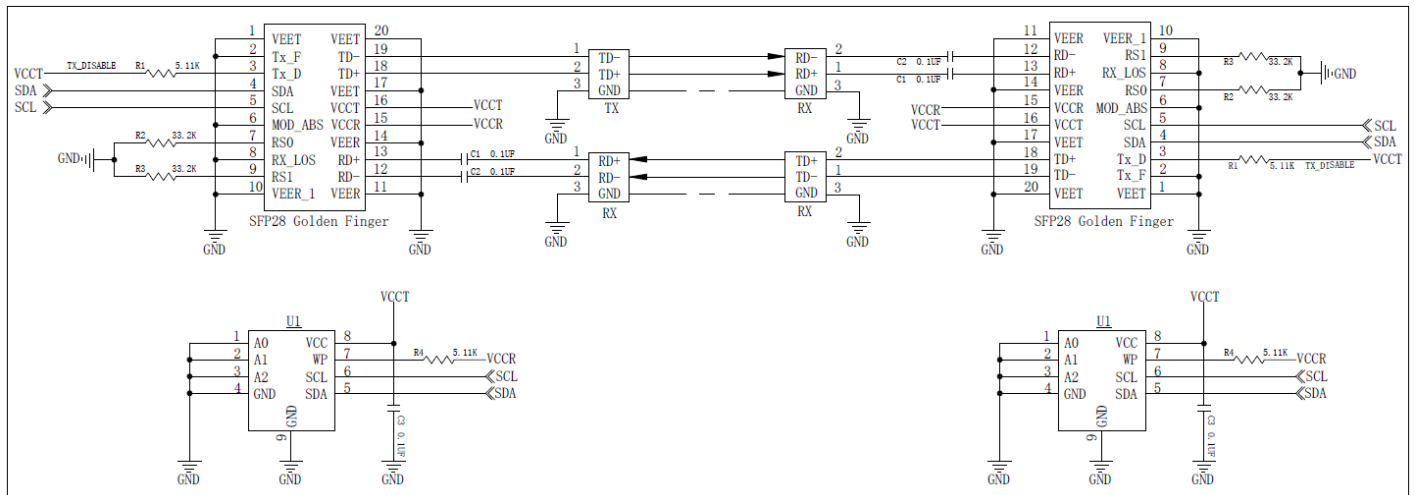 1 VEET VEET 20
2 Tx_F TD- 19
VCCT TX_DISABLE R1 5.11K 3 Tx_D TD+ 18
SDA 4 SDA VEET 17
SCL 5 SCL VCCT 16 VCCT
6 MOD_ABS VCCR 15 VCCR
R2 33.2K 7 RS0 VEER 14
GND 8 RX_LOS RD+ 13 C1 0.1UF
R3 33.2K 9 RS1 RD- 12 C2 0.1UF
10 VEER_1 VEER 11
SFP28 Golden Finger
GND GND
1 TD-
2 TD+
3 GND
TX
GND
RD- 2
RD+ 1
GND 3
RX
GND
1 RD+
2 RD-
3 GND
RX
GND
TD+ 2
TD- 1
GND 3
RX
GND
11 VEER VEER_1 10
C2 0.1UF 12 RD- RS1 9 R3 33.2K
C1 0.1UF 13 RD+ RX_LOS 8 GND
14 VEER RS0 7 R2 33.2K
VCCR 15 VCCR MOD_ABS 6
VCCT 16 VCCT SCL 5 SCL
17 VEET SDA 4 SDA
18 TD+ Tx_D 3 R1 5.11K TX_DISABLE VCCT
19 TD- Tx_F 2
20 VEET VEET 1
SFP28 Golden Finger
GND GND
VCCT
U1
1 A0 VCC 8
2 A1 WP 7 R4 5.11K VCCR
3 A2 SCL 6 SCL
4 GND SDA 5 SDA
GND
9
C3 0.1UF
GND GND GND
VCCT
U1
1 A0 VCC 8
2 A1 WP 7 R4 5.11K VCCR
3 A2 SCL 6 SCL
4 GND SDA 5 SDA
GND
9
C3 0.1UF
GND GND GND